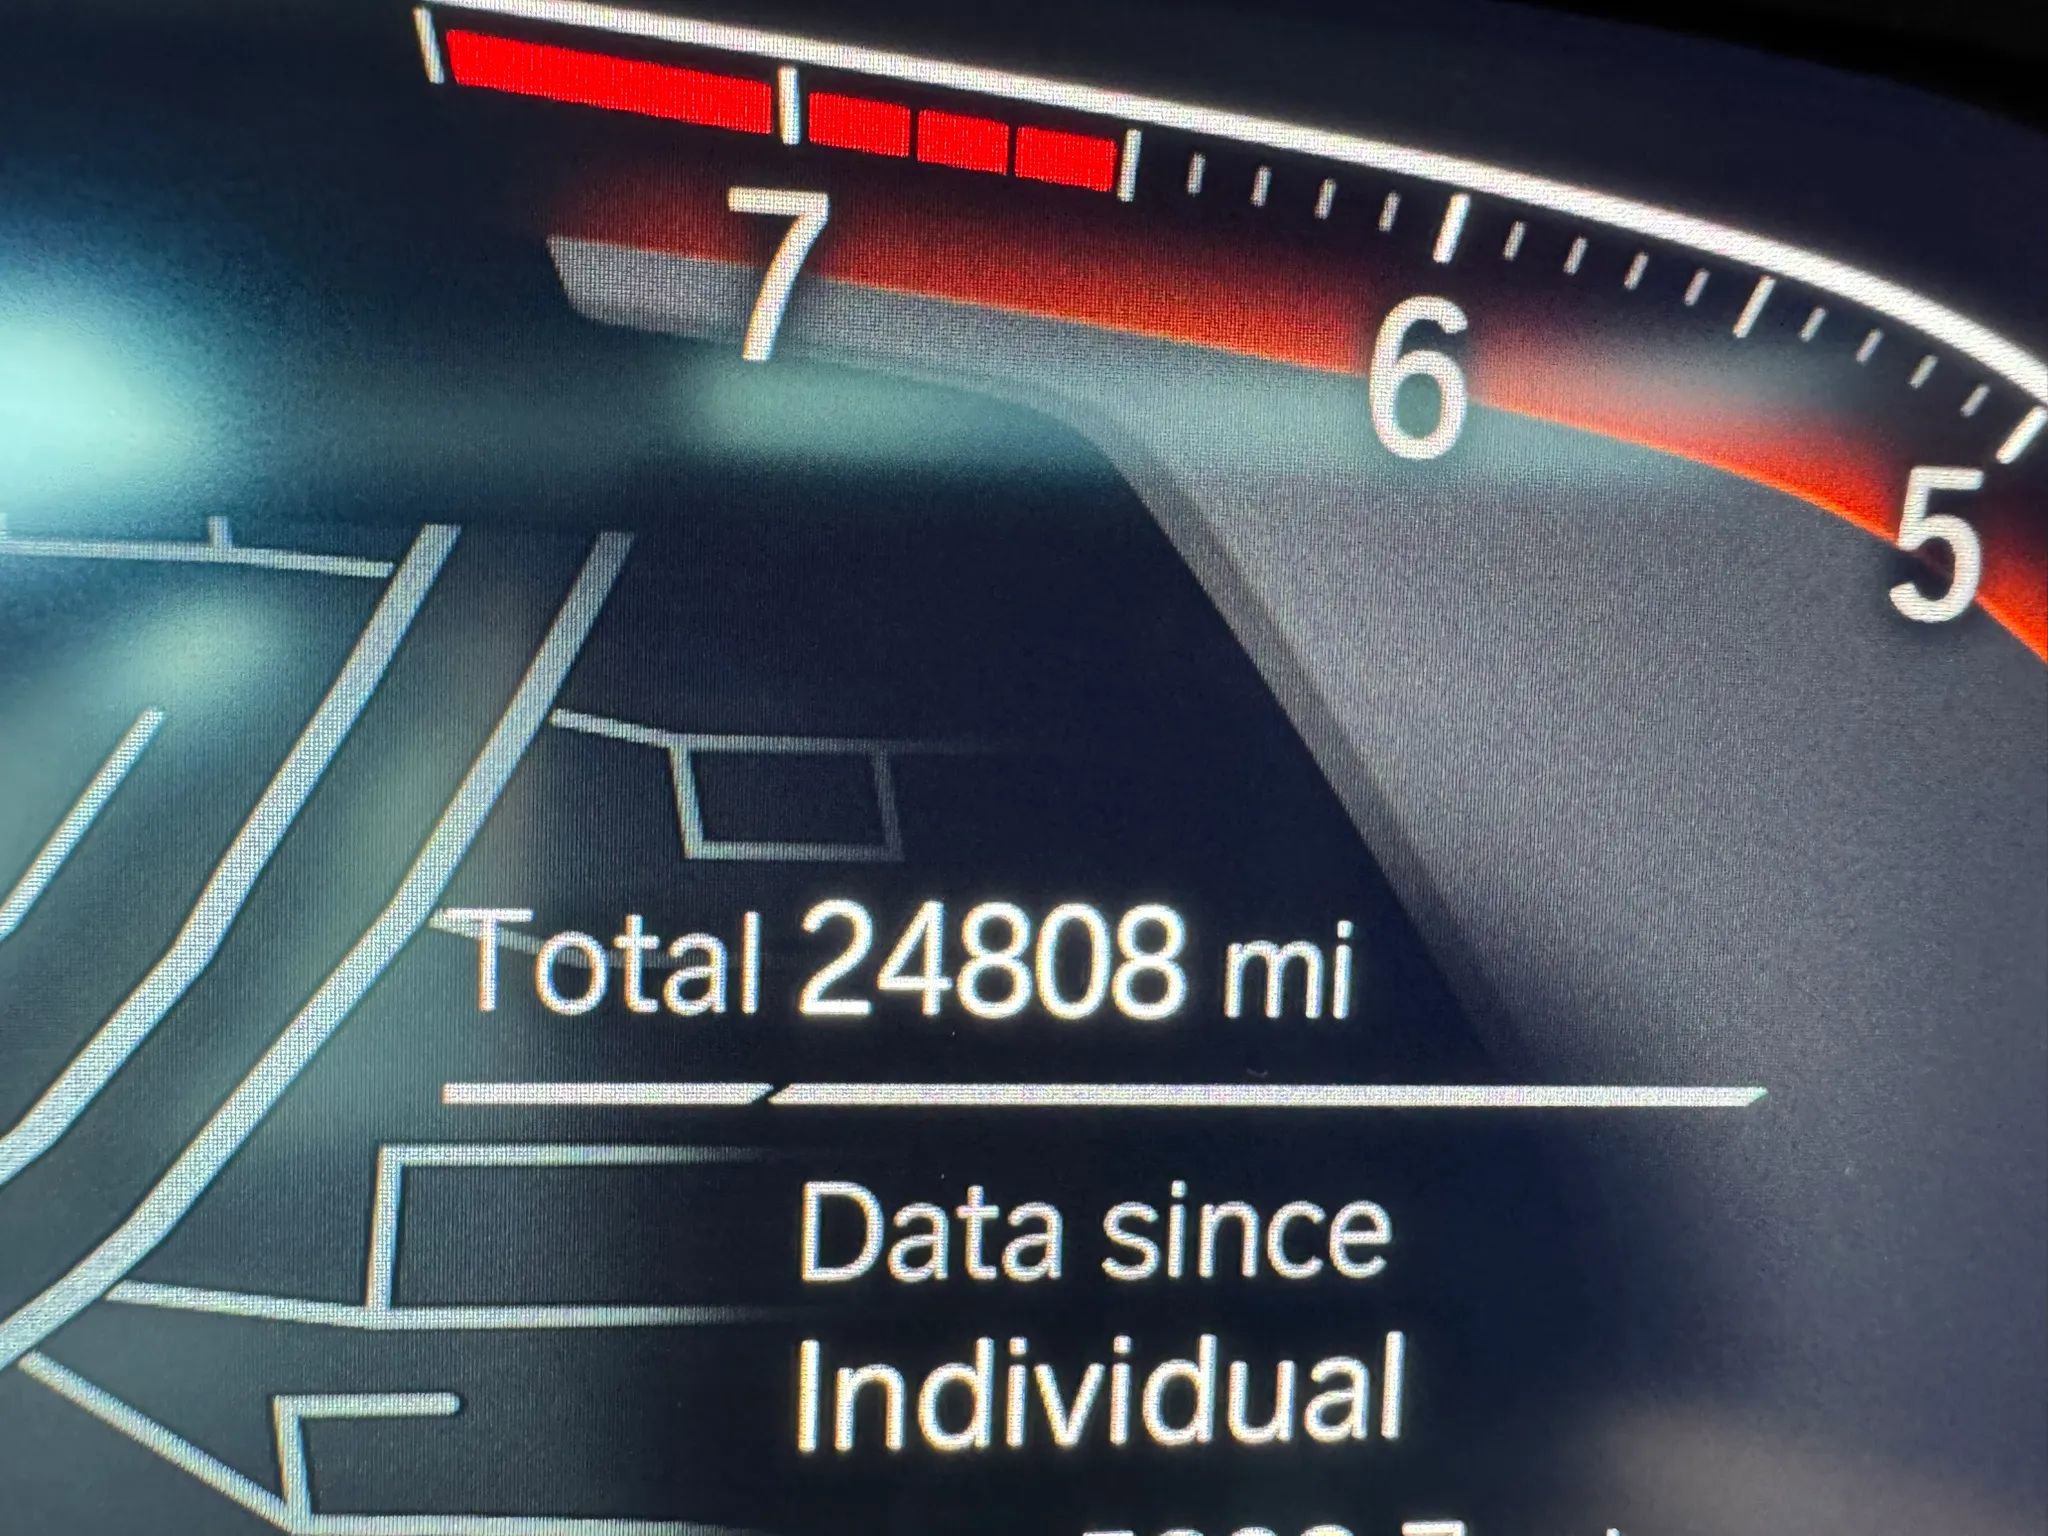 7
6
5
Total 24808 mi
Data since
Individual